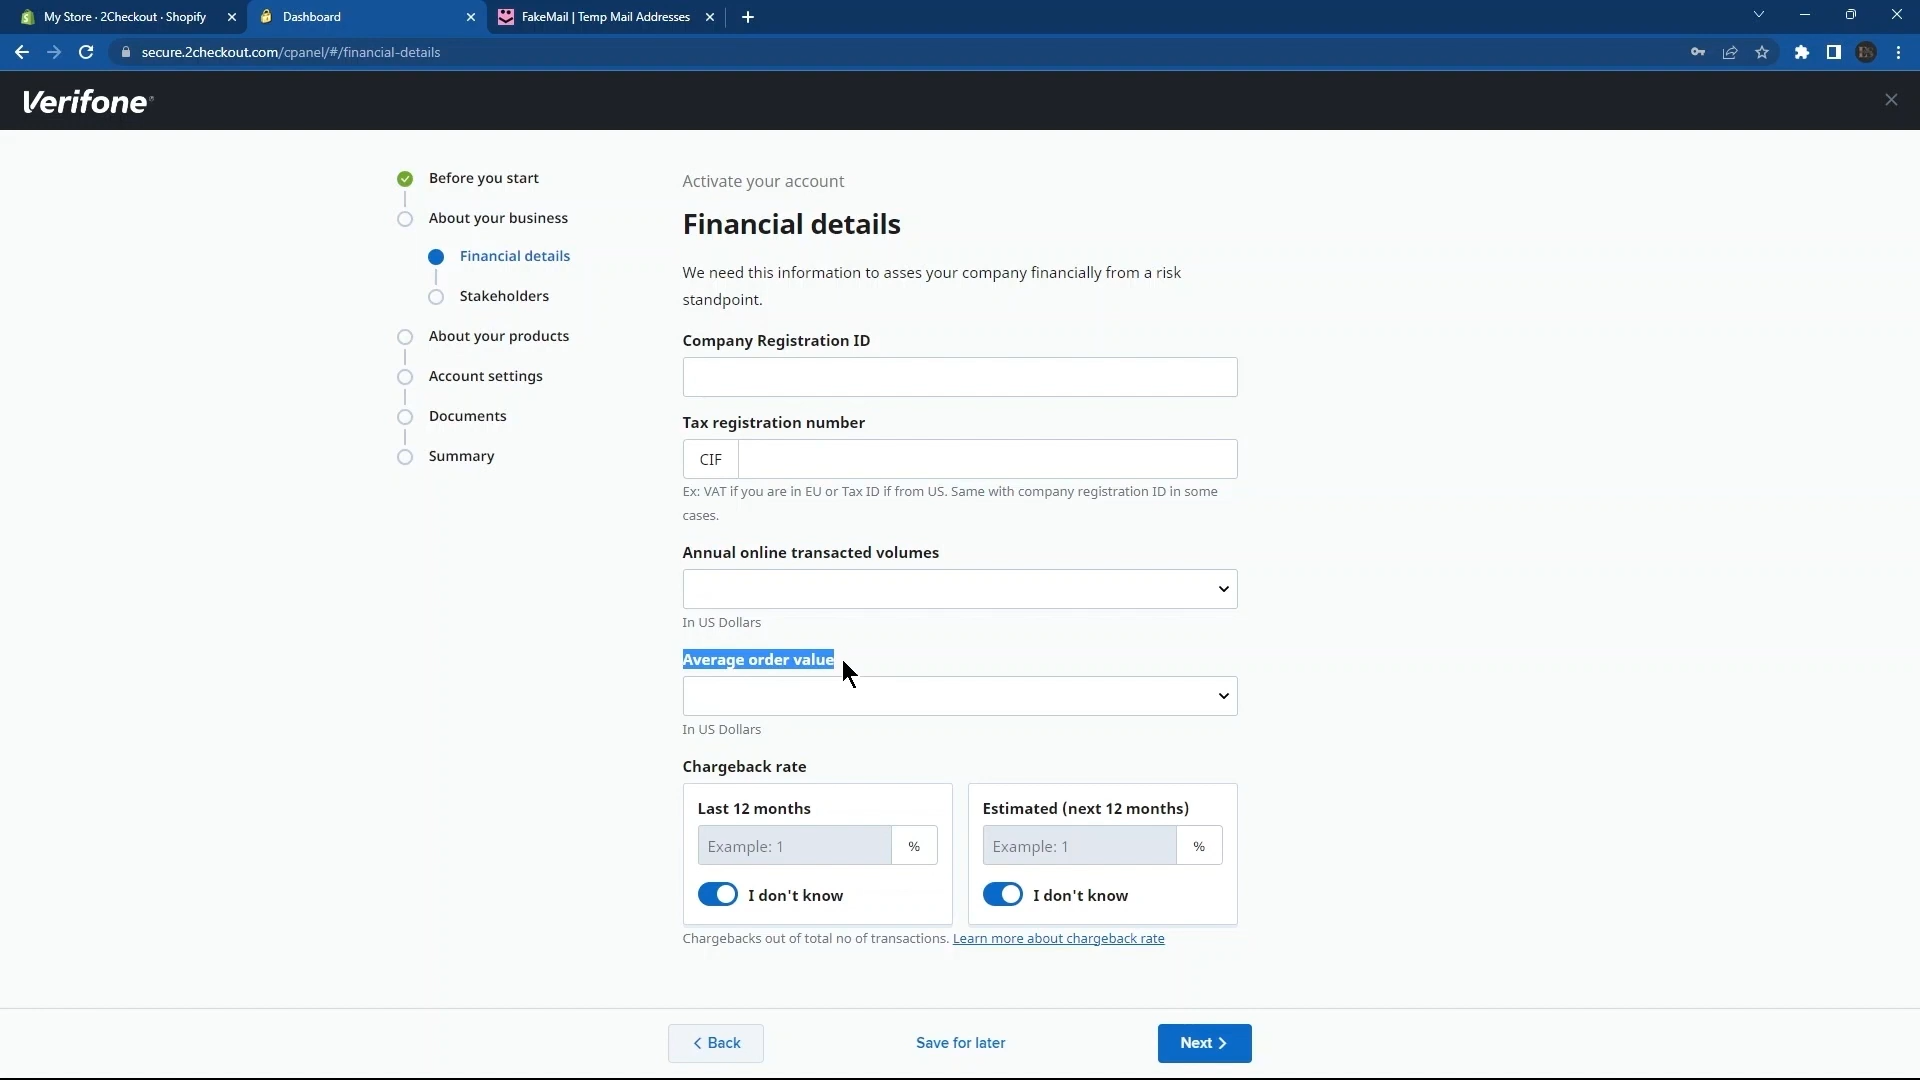 My Store · 2Checkout · Shopify
Dashboard
FakeMail | Temp Mail Addresses
secure.2checkout.com/cpanel/#/financial-details
Verifone
Before you start
About your business
Financial details
Stakeholders
About your products
Account settings
Documents
Summary
Activate your account
Financial details
We need this information to asses your company financially from a risk
standpoint.
Company Registration ID
Tax registration number
CIF
Ex: VAT if you are in EU or Tax ID if from US. Same with company registration ID in some
cases.
Annual online transacted volumes
In US Dollars
Average order value
In US Dollars
Chargeback rate
Last 12 months
Example: 1 %
I don't know
Estimated (next 12 months)
Example: 1 %
I don't know
Chargebacks out of total no of transactions. Learn more about chargeback rate
Back
Save for later
Next